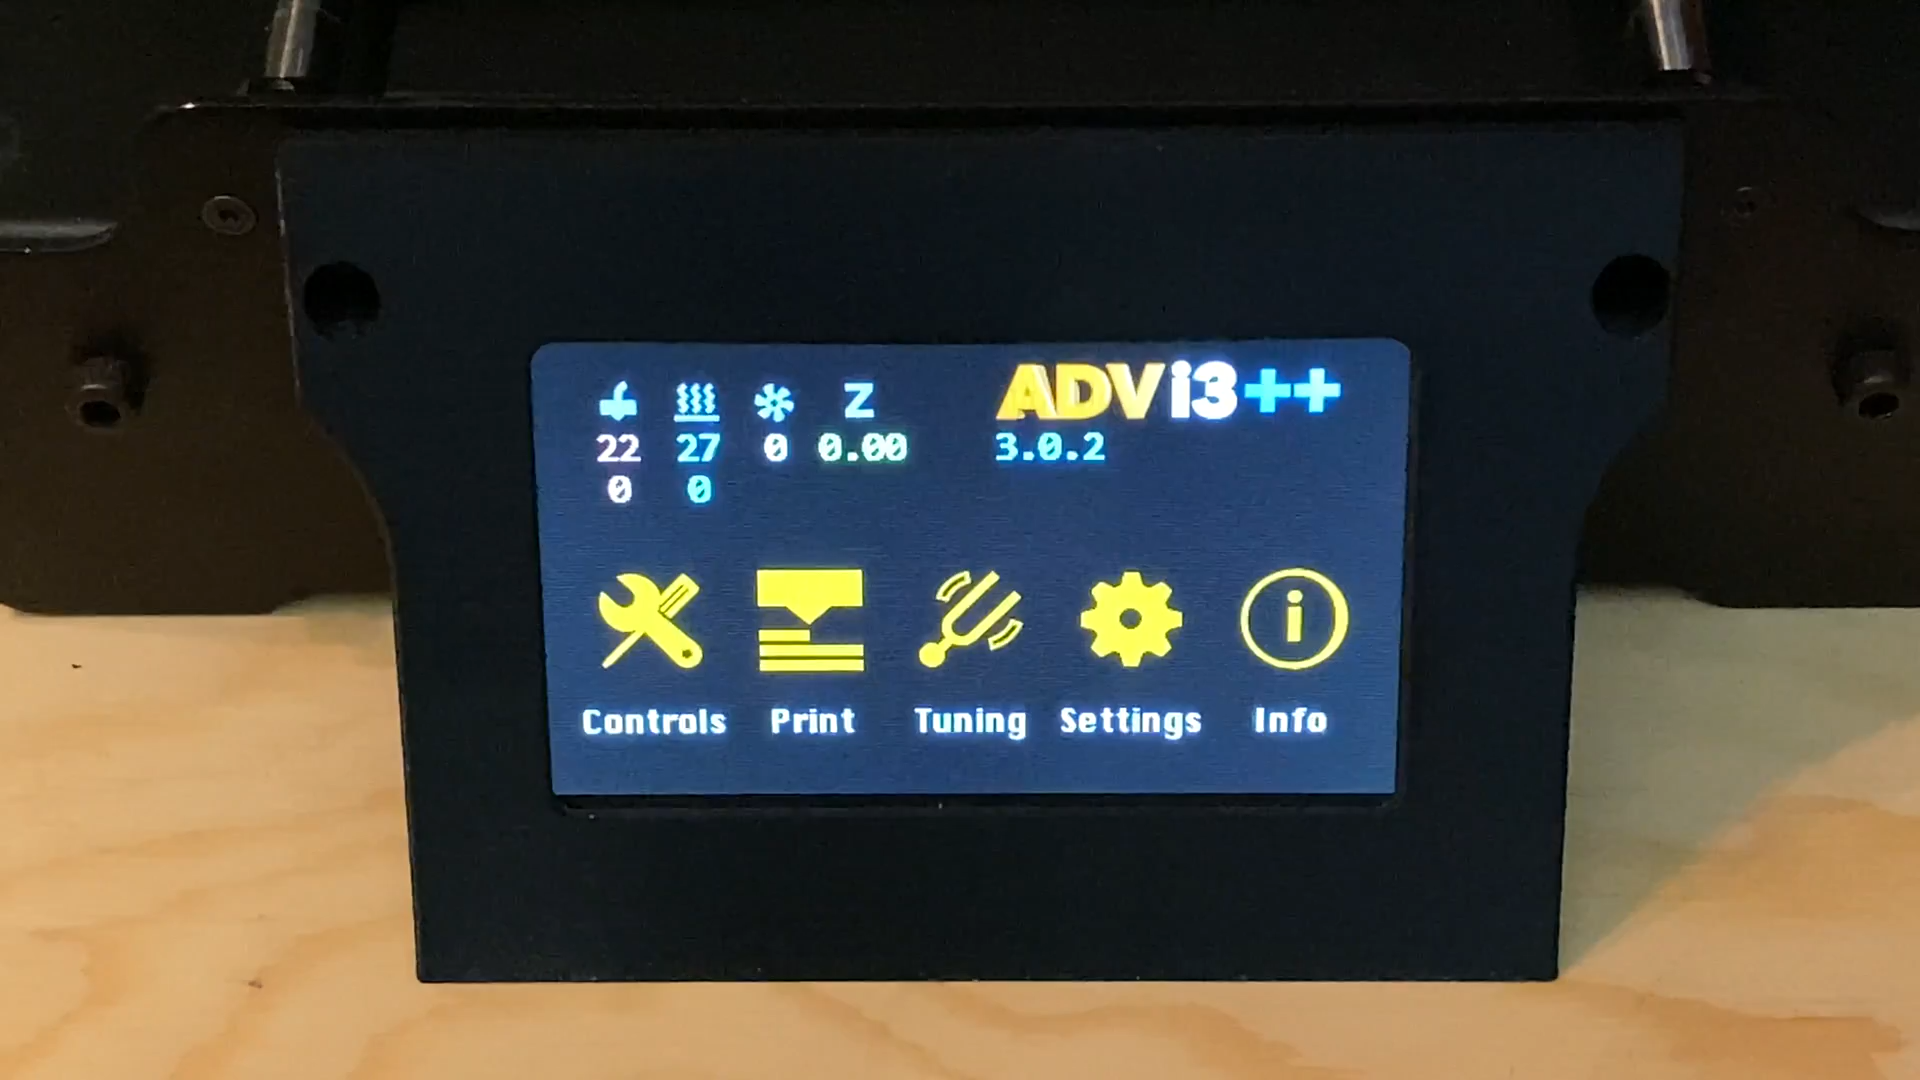 Z ADVi3++
22 27 0 0.00 3.0.2
0 0
Controls Print Tuning Settings Info